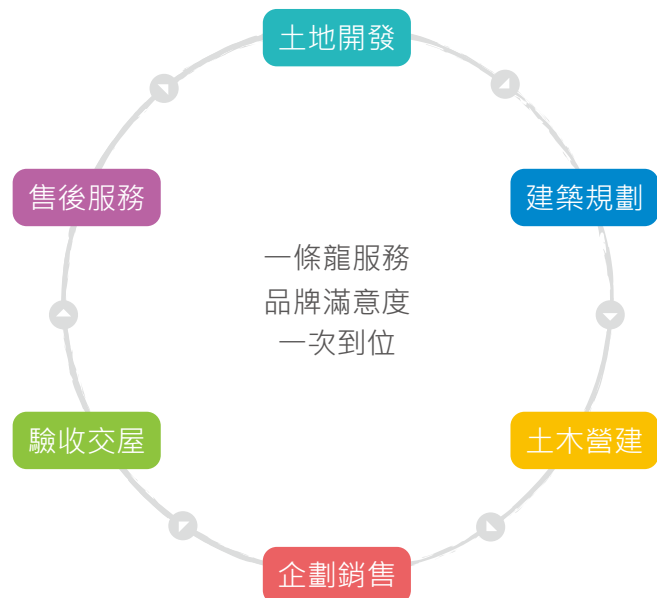 土地開發
建築規劃
土木營建
企劃銷售
驗收交屋
售後服務
一條龍服務
品牌滿意度
一次到位